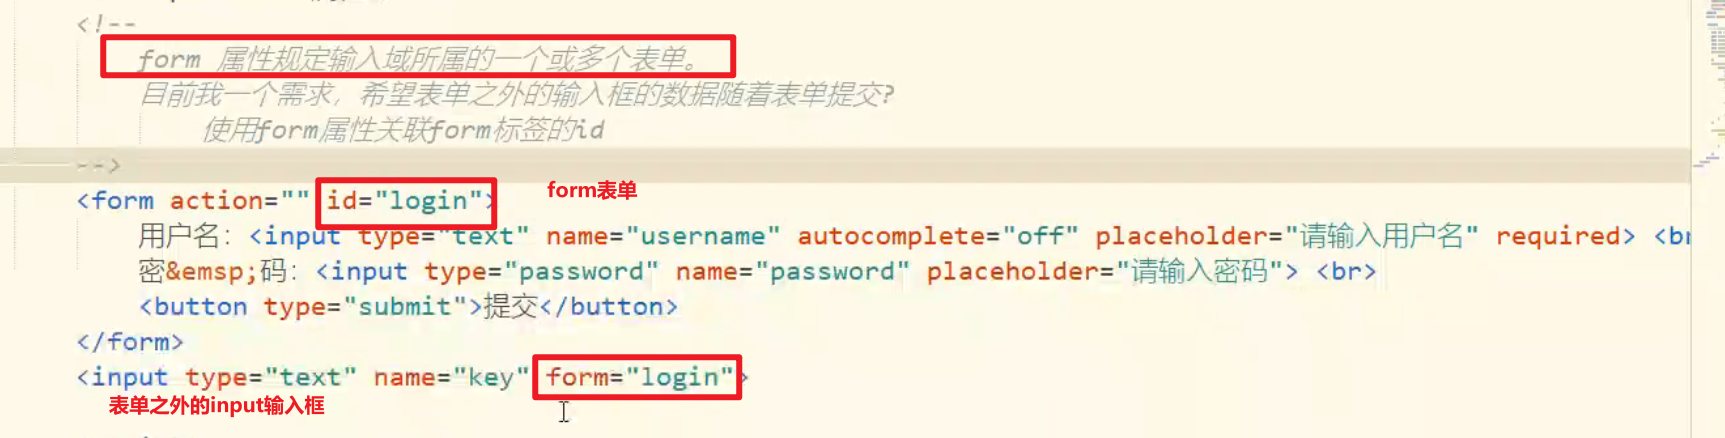 <!--
form 属性规定输入域所属的一个或多个表单。
目前我一个需求，希望表单之外的输入框的数据随着表单提交?
使用form属性关联form标签的id
-->
<form action="" id="login">
form表单
用户名：<input type="text" name="username" autocomplete="off" placeholder="请输入用户名" required> <br
密&emsp;码：<input type="password" name="password" placeholder="请输入密码"> <br>
<button type="submit">提交</button>
</form>
<input type="text" name="key" form="login">
表单之外的input输入框